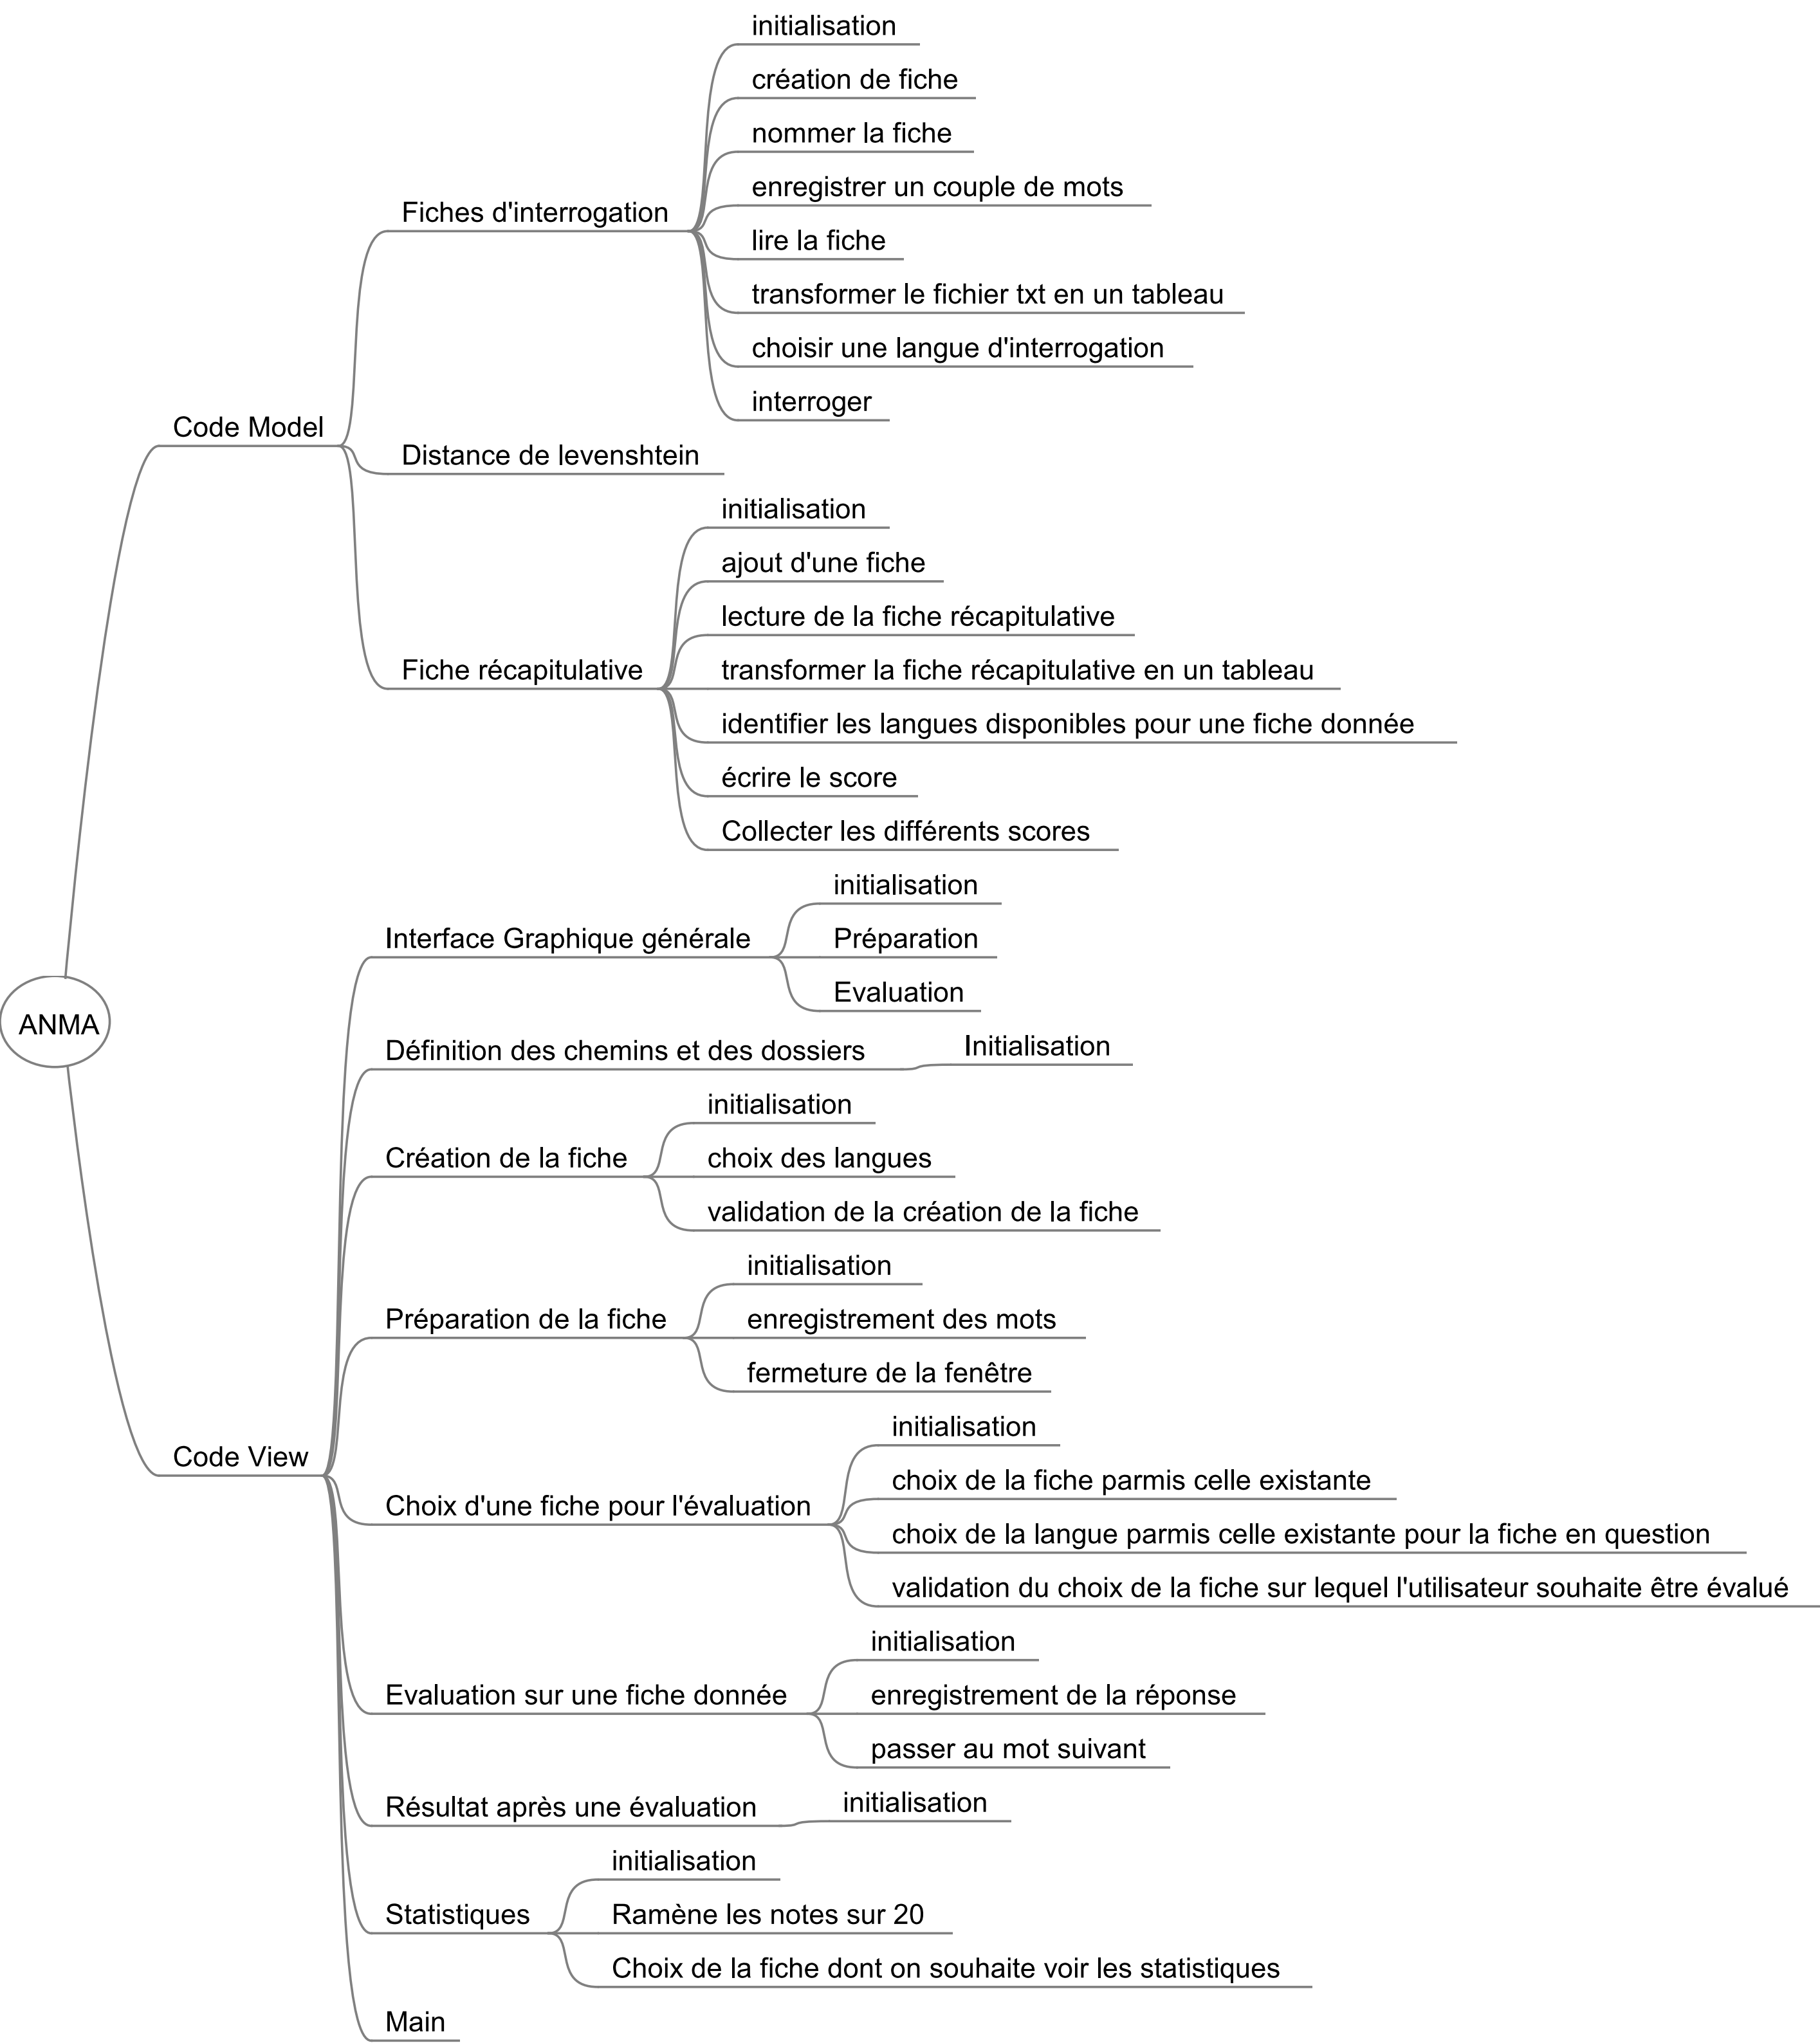 ANMA
Code Model
Fiches d'interrogation
initialisation
création de fiche
nommer la fiche
enregistrer un couple de mots
lire la fiche
transformer le fichier txt en un tableau
choisir une langue d'interrogation
interroger
Distance de levenshtein
Fiche récapitulative
initialisation
ajout d'une fiche
lecture de la fiche récapitulative
transformer la fiche récapitulative en un tableau
identifier les langues disponibles pour une fiche donnée
écrire le score
Collecter les différents scores
Code View
Interface Graphique générale
initialisation
Préparation
Evaluation
Définition des chemins et des dossiers
Initialisation
Création de la fiche
initialisation
choix des langues
validation de la création de la fiche
Préparation de la fiche
initialisation
enregistrement des mots
fermeture de la fenêtre
Choix d'une fiche pour l'évaluation
initialisation
choix de la fiche parmis celle existante
choix de la langue parmis celle existante pour la fiche en question
validation du choix de la fiche sur lequel l'utilisateur souhaite être évalué
Evaluation sur une fiche donnée
initialisation
enregistrement de la réponse
passer au mot suivant
Résultat après une évaluation
initialisation
Statistiques
initialisation
Ramène les notes sur 20
Choix de la fiche dont on souhaite voir les statistiques
Main